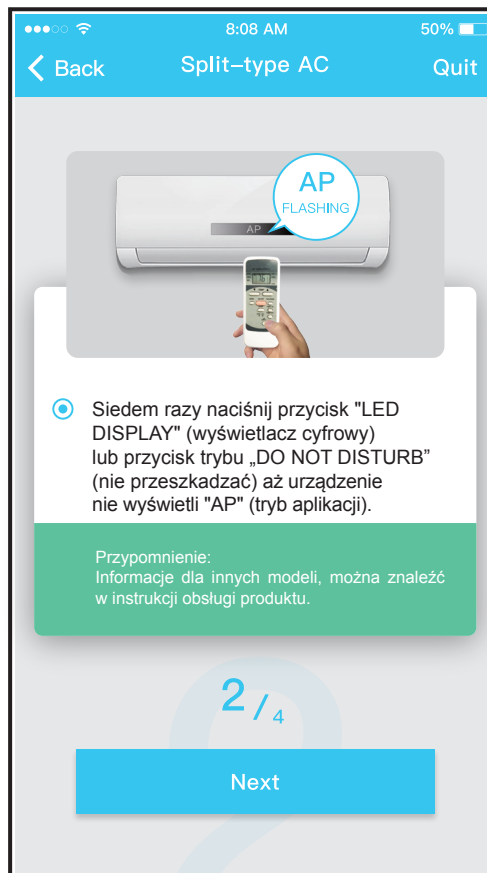 8:08 AM
50%
Back
Split-type AC
Quit
AP
FLASHING
AP
Siedem razy naciśnij przycisk "LED
DISPLAY" (wyświetlacz cyfrowy)
lub przycisk trybu „DO NOT DISTURB”
(nie przeszkadzać) aż urządzenie
nie wyświetli "AP" (tryb aplikacji).
Przypomnienie:
Informacje dla innych modeli, można znaleźć
w instrukcji obsługi produktu.
2/4
Next